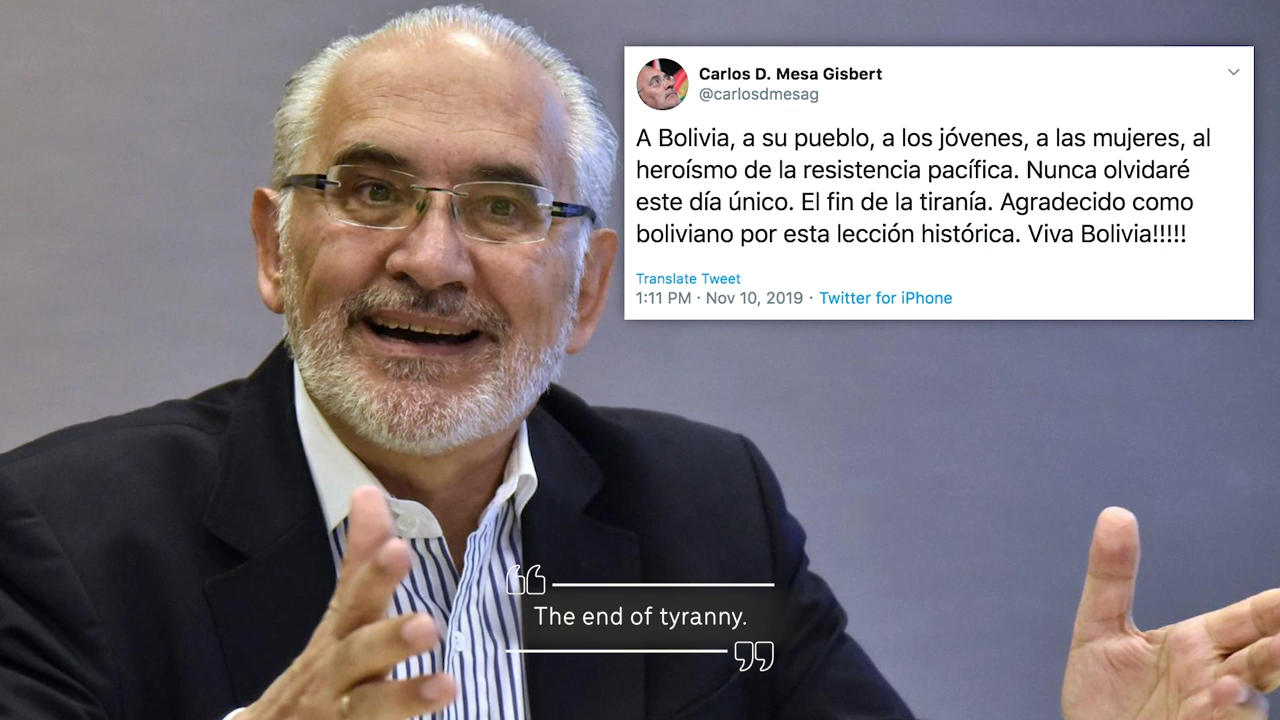 Carlos D. Mesa Gisbert
@carlosdmesag
A Bolivia, a su pueblo, a los jóvenes, a las mujeres, al
heroísmo de la resistencia pacífica. Nunca olvidaré
este día único. El fin de la tiranía. Agradecido como
boliviano por esta lección histórica. Viva Bolivia!!!!!
Translate Tweet
1:11 PM · Nov 10, 2019 · Twitter for iPhone
“
The end of tyranny.
”